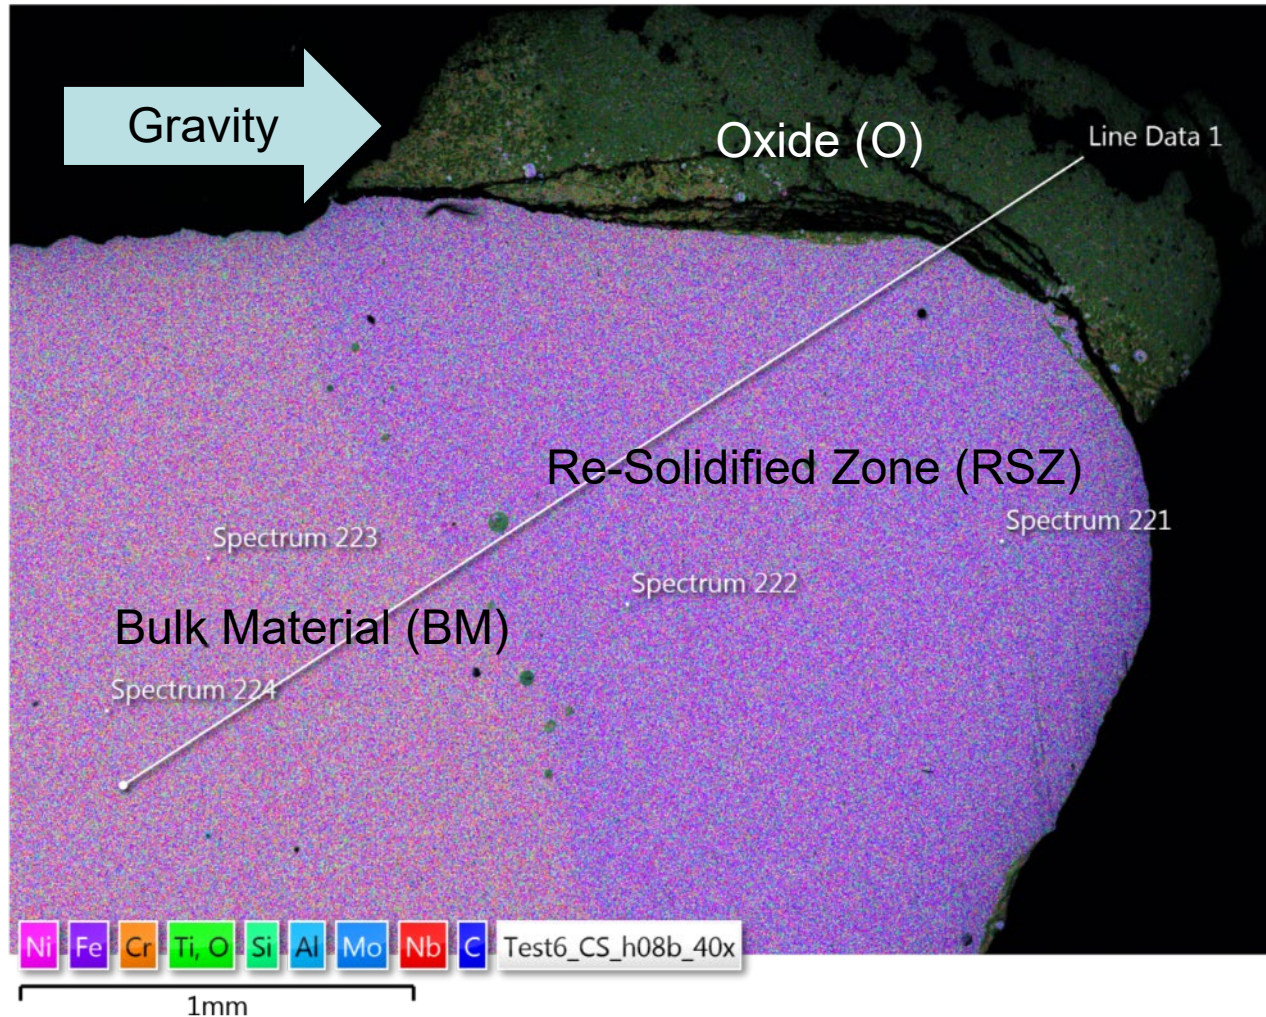 Gravity
Oxide (O)
Line Data 1
Re-Solidified Zone (RSZ)
Spectrum 221
Spectrum 223
Spectrum 222
Bulk Material (BM)
Spectrum 224
Ni Fe Cr Ti, O Si Al Mo Nb C Test6_CS_h08b_40x
1mm